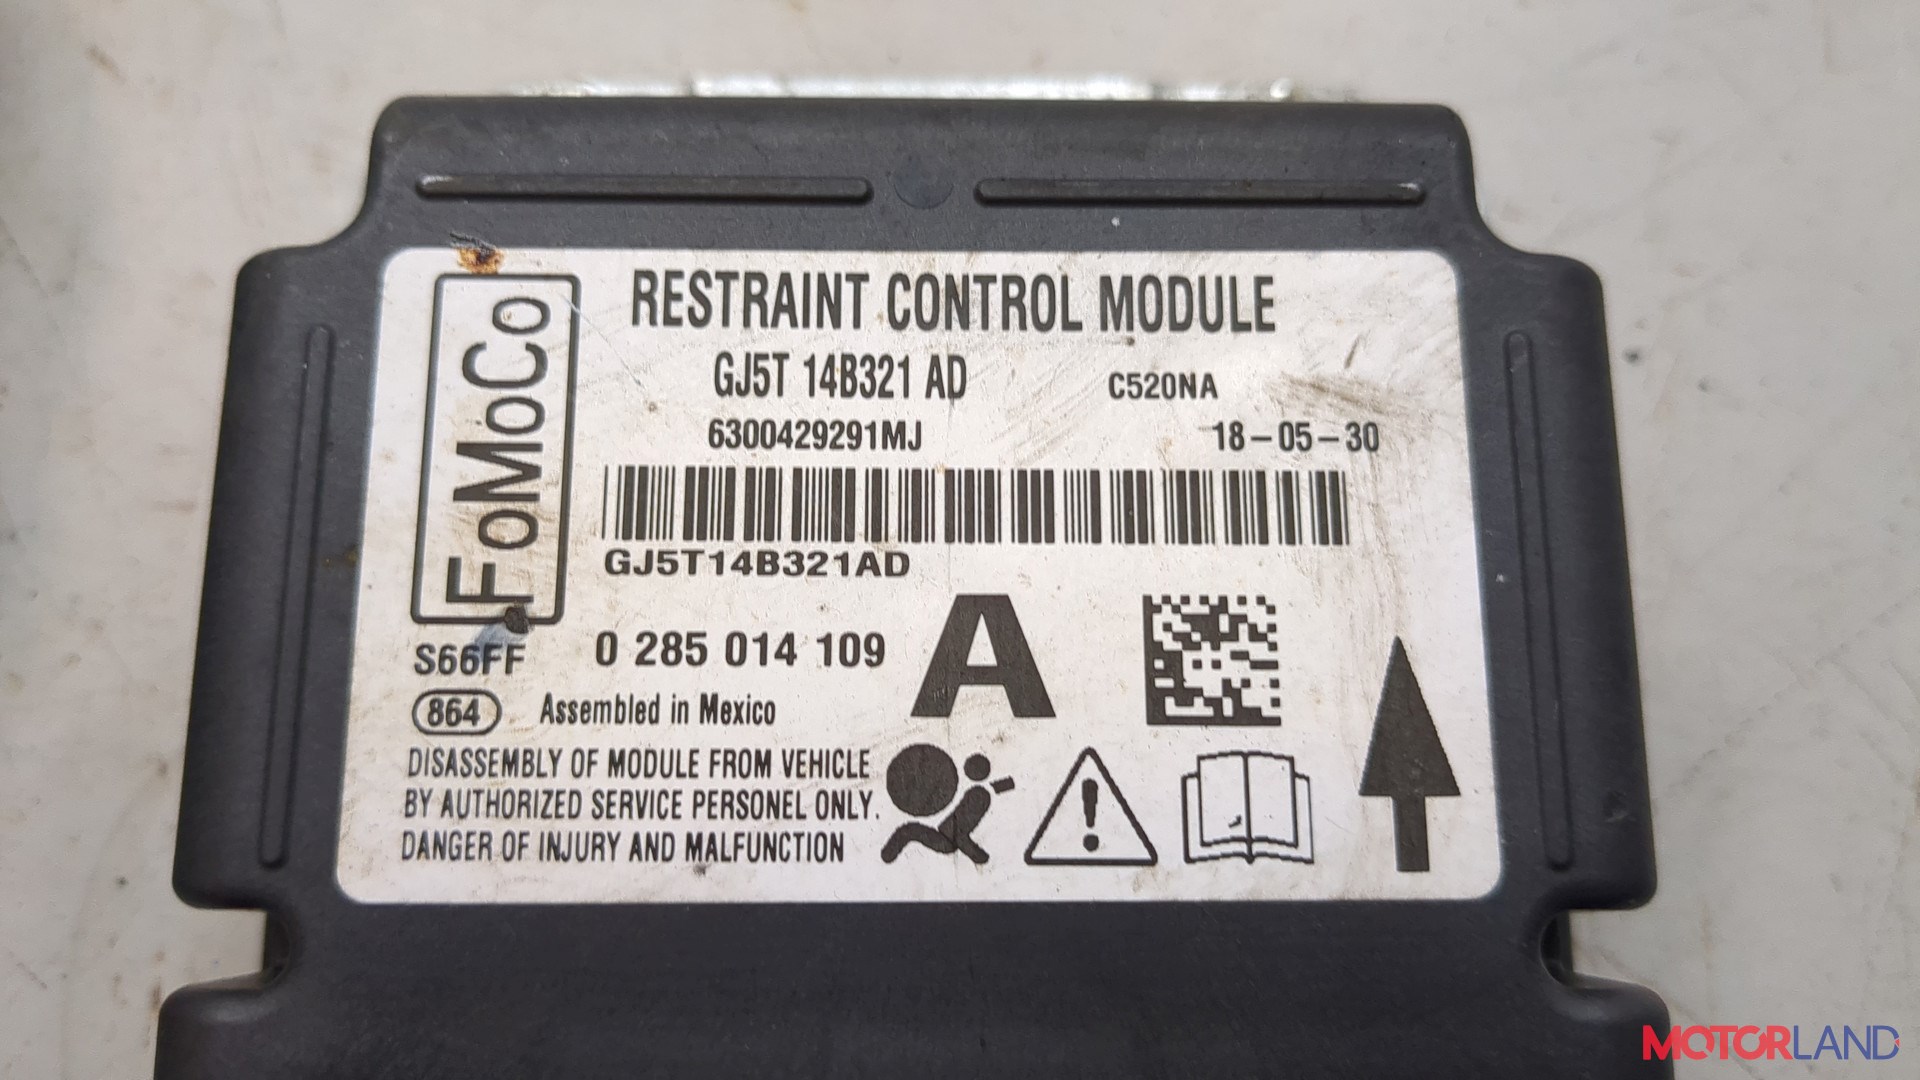 RESTRAINT CONTROL MODULE
FoMoCo
GJ5T 14B321 AD C520NA
6300429291MJ 18-05-30
GJ5T14B321AD
S66FF 0 285 014 109 A
864 Assembled in Mexico
DISASSEMBLY OF MODULE FROM VEHICLE
BY AUTHORIZED SERVICE PERSONEL ONLY.
DANGER OF INJURY AND MALFUNCTION
MOTORLAND